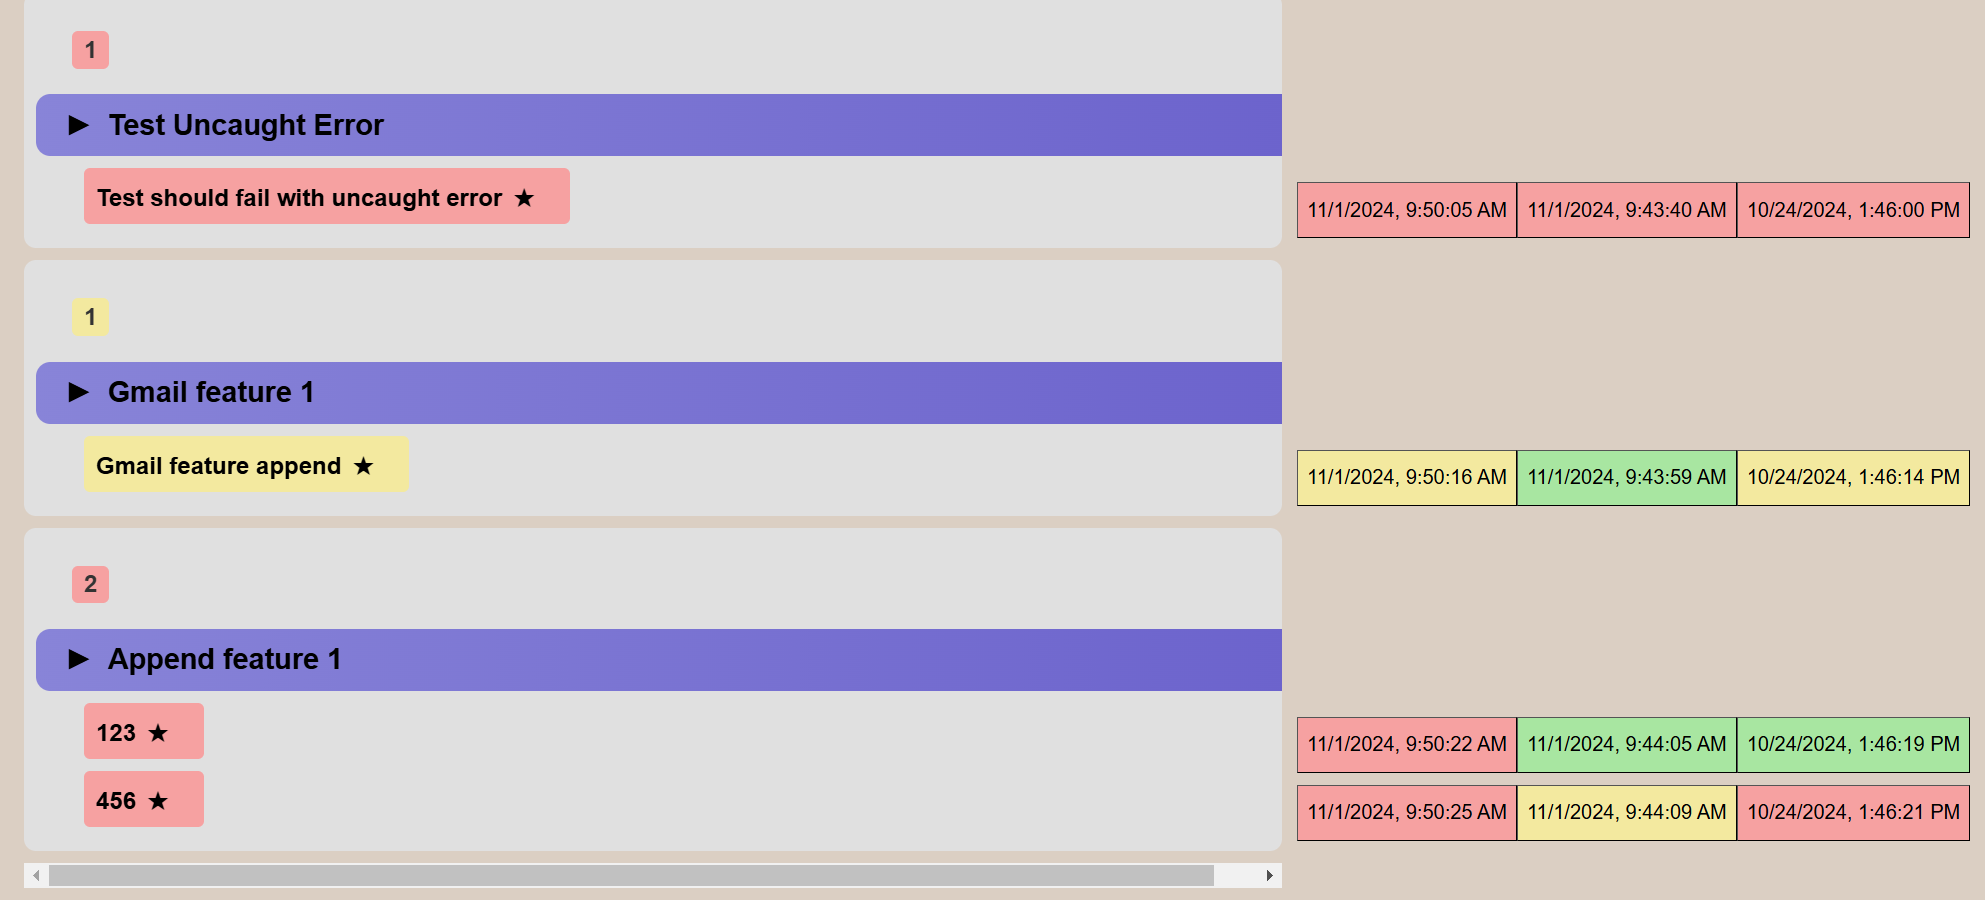 1
► Test Uncaught Error
Test should fail with uncaught error ★
11/1/2024, 9:50:05 AM 11/1/2024, 9:43:40 AM 10/24/2024, 1:46:00 PM
1
► Gmail feature 1
Gmail feature append ★
11/1/2024, 9:50:16 AM 11/1/2024, 9:43:59 AM 10/24/2024, 1:46:14 PM
2
► Append feature 1
123 ★
11/1/2024, 9:50:22 AM 11/1/2024, 9:44:05 AM 10/24/2024, 1:46:19 PM
456 ★
11/1/2024, 9:50:25 AM 11/1/2024, 9:44:09 AM 10/24/2024, 1:46:21 PM